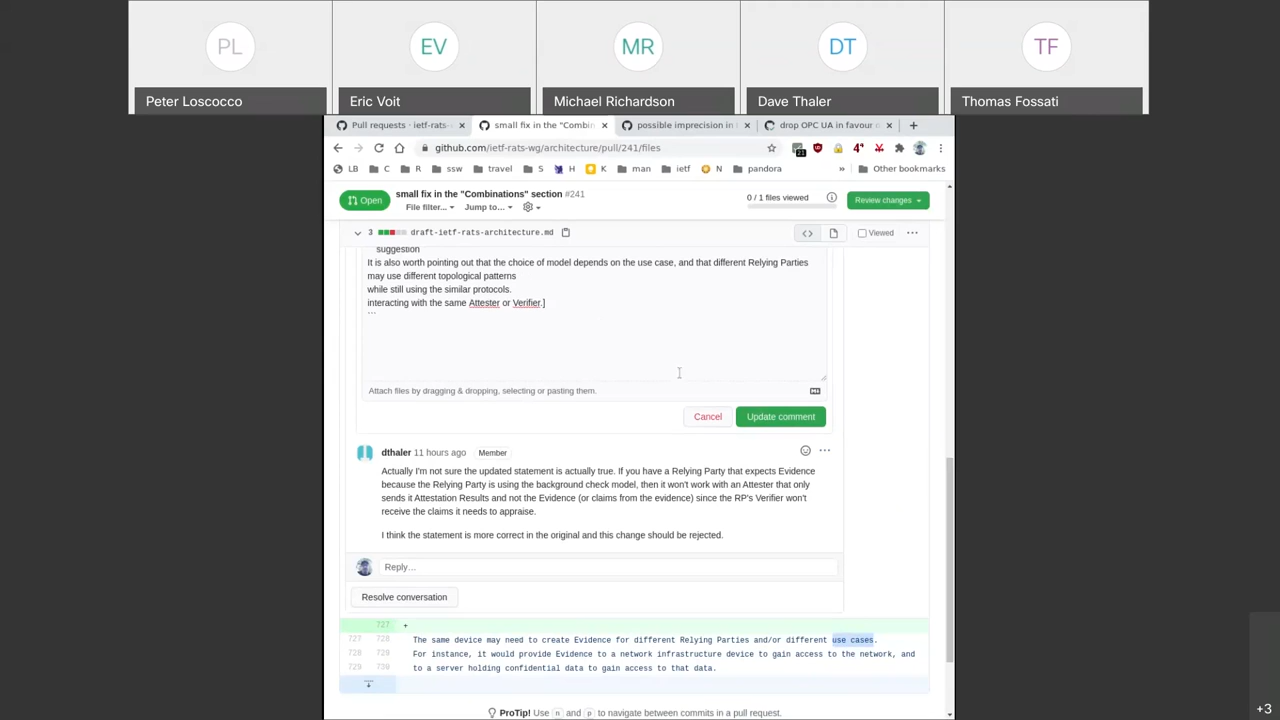 PL
EV
MR
DT
TF
Peter Loscocco
Eric Voit
Michael Richardson
Dave Thaler
Thomas Fossati
Pull requests · ietf-rats-
small fix in the "Combin
possible imprecision in
drop OPC UA in favour
github.com/ietf-rats-wg/architecture/pull/241/files
21
LB
C
R
ssw
travel
S
H
K
man
ietf
N
pandora
»
Other bookmarks
Open
small fix in the "Combinations" section #241
File filter...
Jump to...
0 / 1 files viewed
Review changes
3
draft-ietf-rats-architecture.md
Viewed
suggestion
It is also worth pointing out that the choice of model depends on the use case, and that different Relying Parties
may use different topological patterns
while still using the similar protocols.
interacting with the same Attester or Verifier.]
```
Attach files by dragging & dropping, selecting or pasting them.
Cancel
Update comment
dthaler 11 hours ago
Member
Actually I'm not sure the updated statement is actually true. If you have a Relying Party that expects Evidence
because the Relying Party is using the background check model, then it won't work with an Attester that only
sends it Attestation Results and not the Evidence (or claims from the evidence) since the RP's Verifier won't
receive the claims it needs to appraise.
I think the statement is more correct in the original and this change should be rejected.
Reply...
Resolve conversation
727 +
727 728 The same device may need to create Evidence for different Relying Parties and/or different use cases.
728 729 For instance, it would provide Evidence to a network infrastructure device to gain access to the network, and
729 730 to a server holding confidential data to gain access to that data.
ProTip! Use n and p to navigate between commits in a pull request.
+3